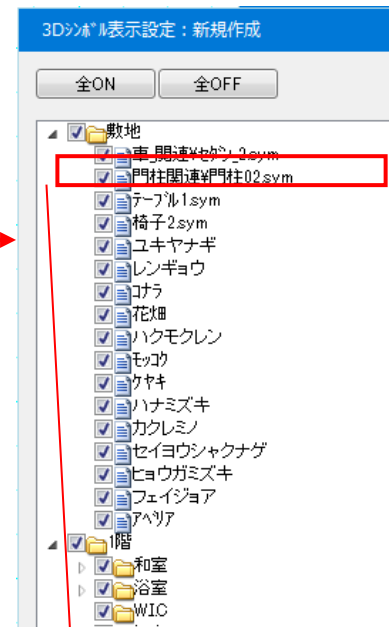 3Dｼﾝﾎﾞﾙ表示設定：新規作成
全ON 全OFF
敷地
車_関連¥ｾﾀﾞﾝ_2.sym
門柱関連¥門柱02.sym
ﾃｰﾌﾞﾙ1.sym
椅子2.sym
ユキヤナギ
レンギョウ
ｺﾅﾗ
花畑
ハクモクレン
ﾓｯｺｸ
ｹﾔｷ
ハナミズキ
カクレミノ
セイヨウシャクナゲ
ヒョウガミズキ
フェイジョア
ｱﾍﾞﾘｱ
1階
和室
浴室
WIC